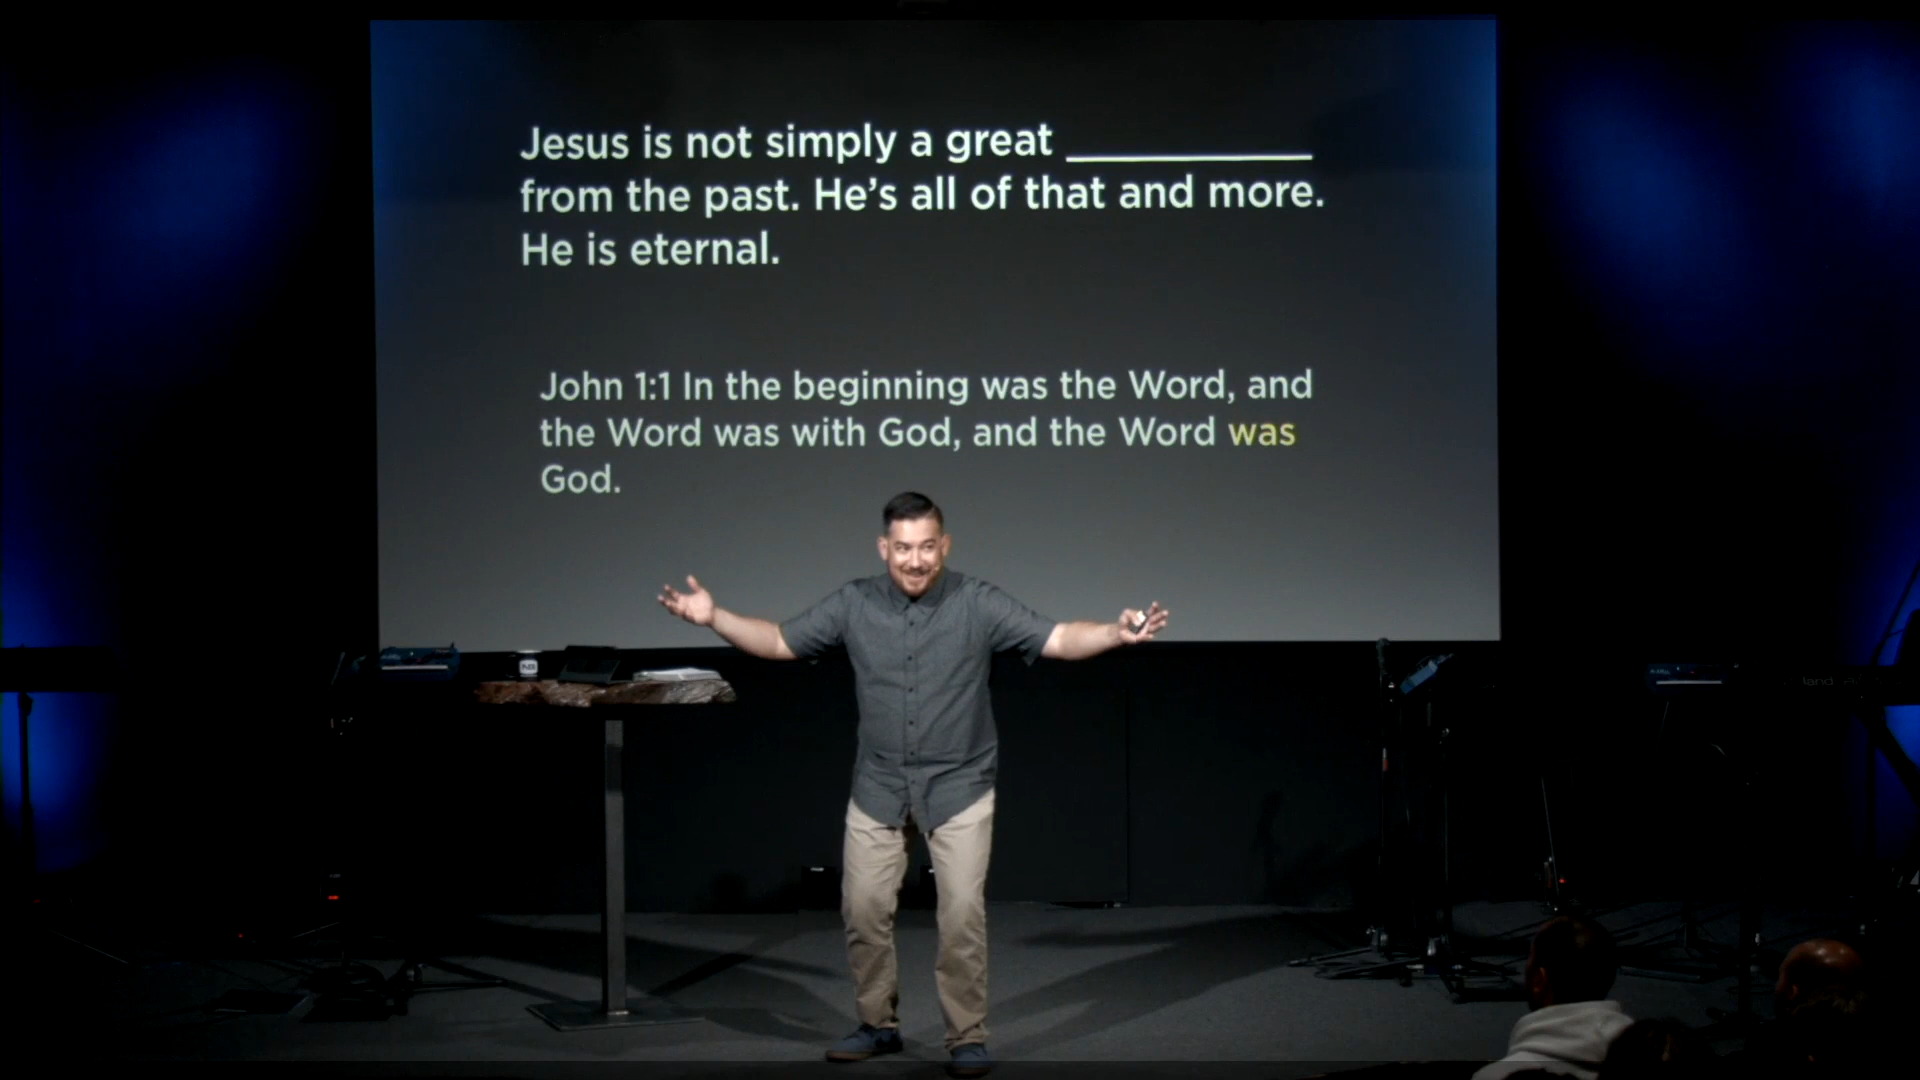 Jesus is not simply a great __________
from the past. He’s all of that and more.
He is eternal.
John 1:1 In the beginning was the Word, and
the Word was with God, and the Word was
God.